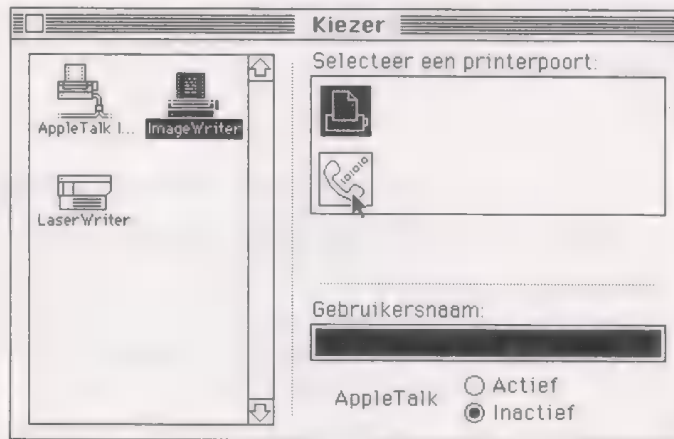 Kiezer
AppleTalk I...
ImageWriter
LaserWriter
Selecteer een printerpoort:
Gebruikersnaam:
AppleTalk
Actief
Inactief